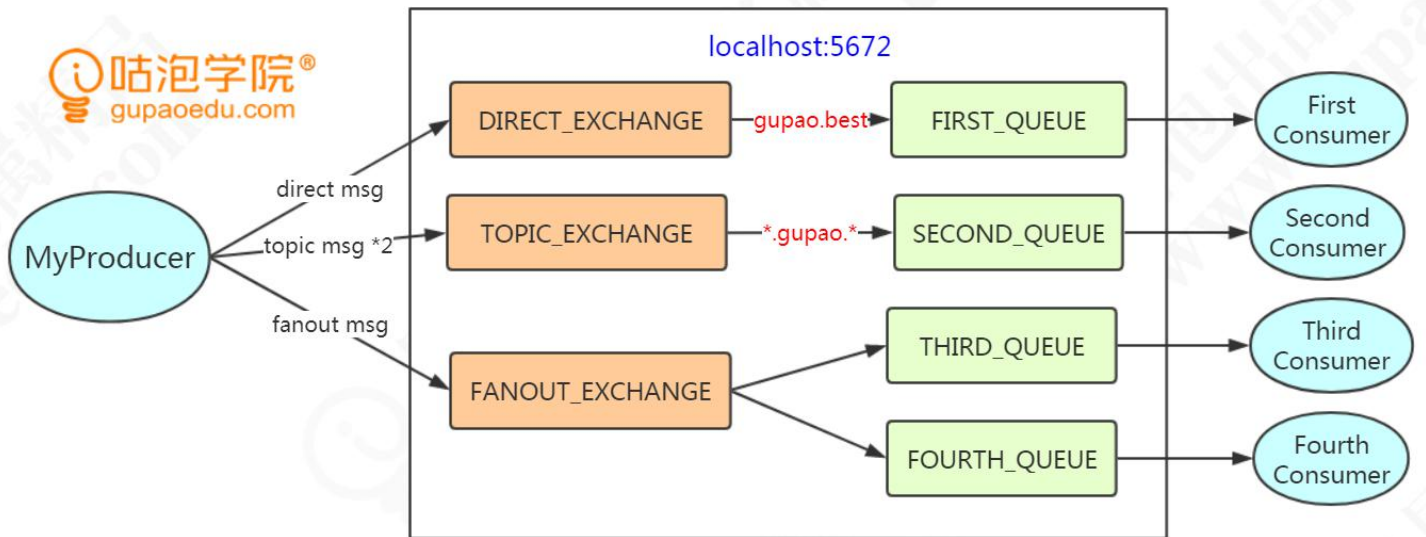 咕泡学院®
gupaoedu.com
localhost:5672
DIRECT_EXCHANGE
gupao.best
FIRST_QUEUE
First
Consumer
direct msg
MyProducer
topic msg *2
TOPIC_EXCHANGE
*.gupao.*
SECOND_QUEUE
Second
Consumer
fanout msg
FANOUT_EXCHANGE
THIRD_QUEUE
Third
Consumer
FOURTH_QUEUE
Fourth
Consumer